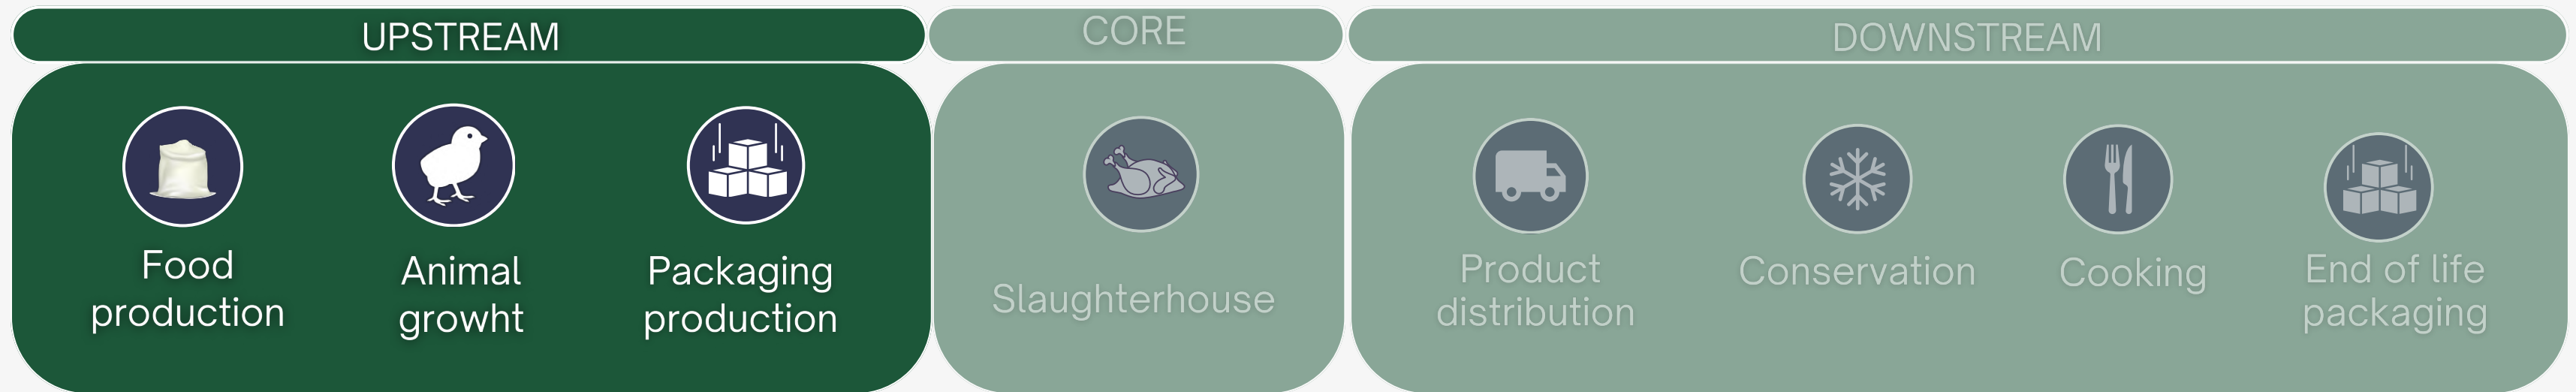 UPSTREAM
Food
production
Animal
growht
Packaging
production
CORE
Slaughterhouse
DOWNSTREAM
Product
distribution
Conservation
Cooking
End of life
packaging